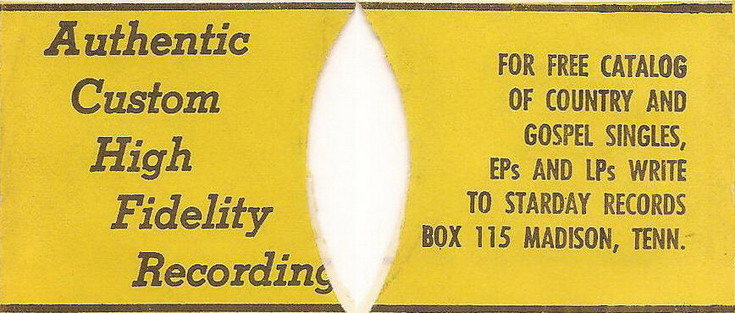 Authentic
Custom
High
Fidelity
Recording
FOR FREE CATALOG
OF COUNTRY AND
GOSPEL SINGLES,
EPs AND LPs WRITE
TO STARDAY RECORDS
BOX 115 MADISON, TENN.